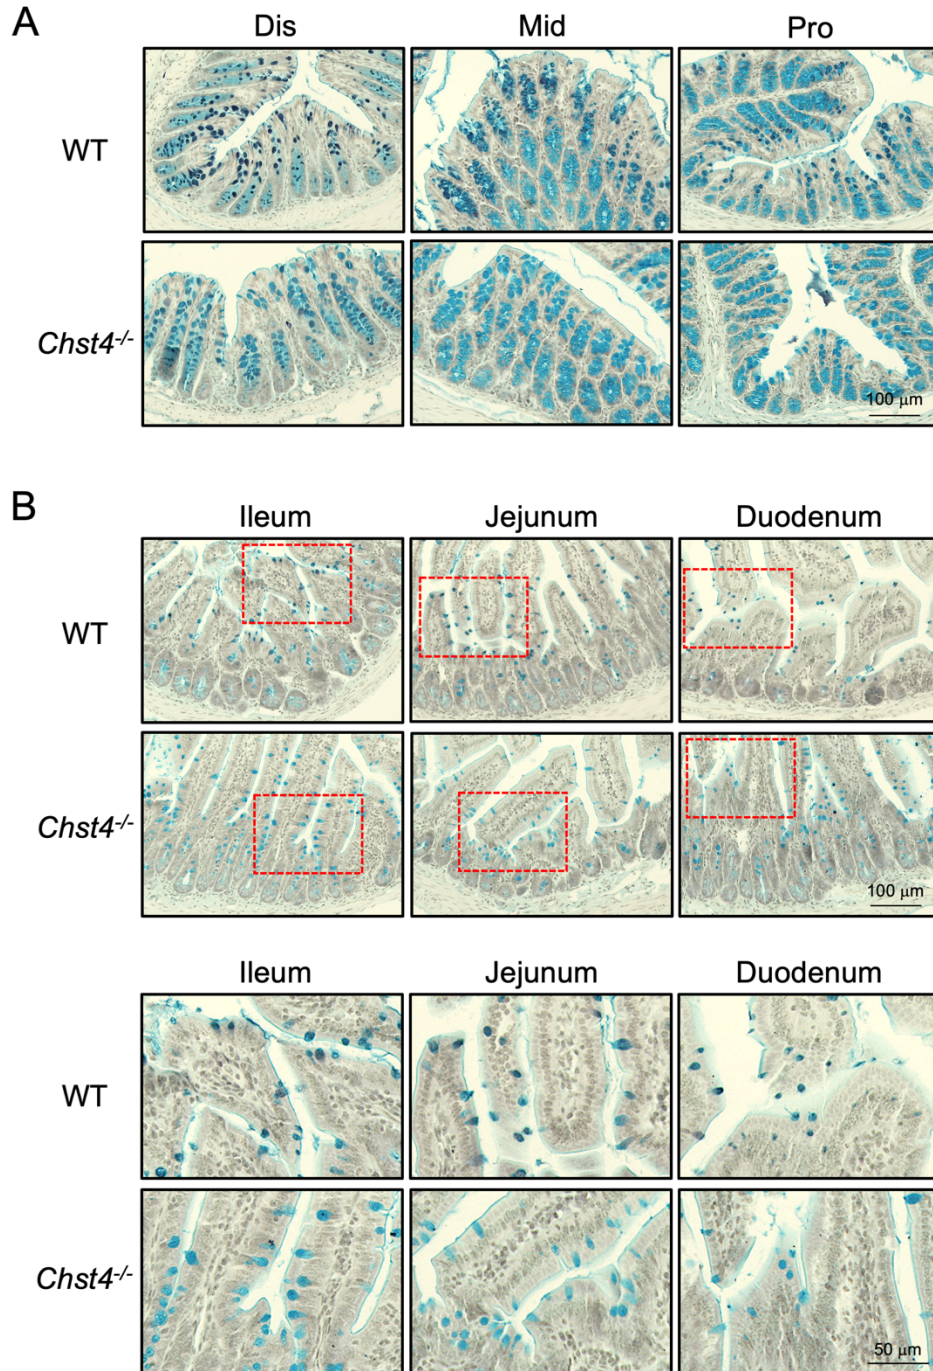 A
Dis Mid Pro
WT
Chst4-/-
100 μm
B
Ileum Jejunum Duodenum
WT
Chst4-/-
100 μm
Ileum Jejunum Duodenum
WT
Chst4-/-
50 μm